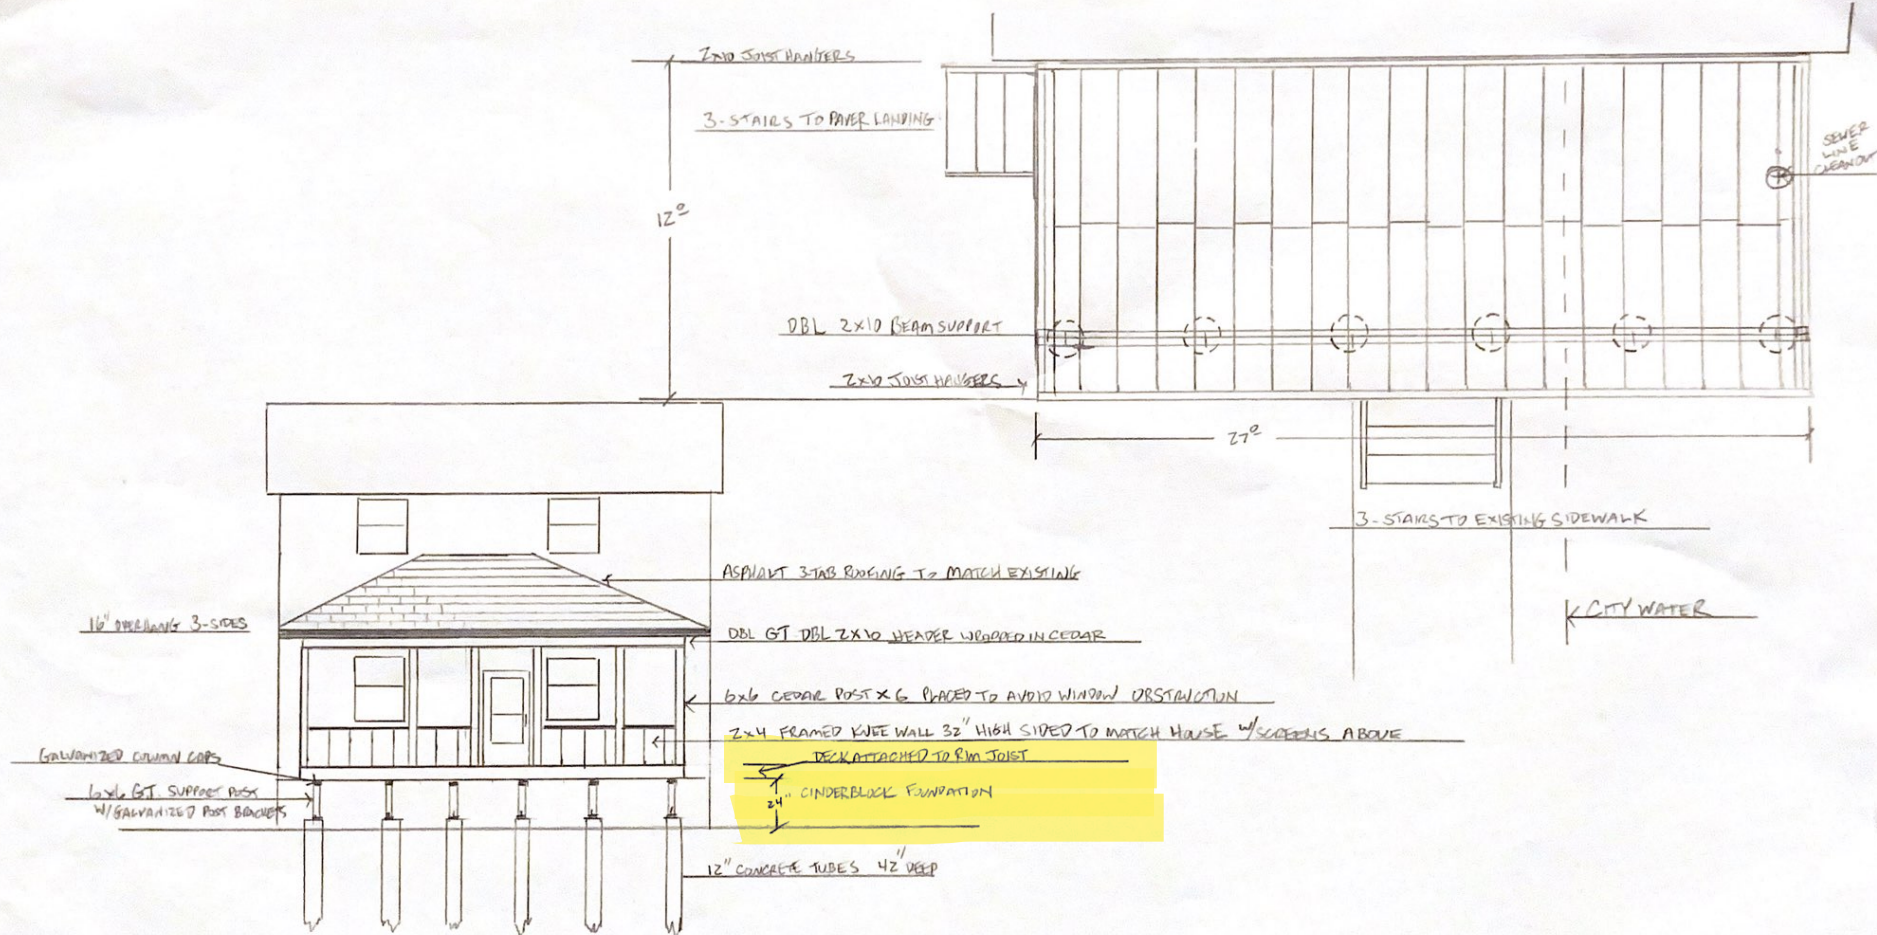 2x10 JOIST HANGERS
3-STAIRS TO PAVER LANDING
SEWER
LINE
CLEANOUT
12⁰
DBL 2x10 BEAM SUPPORT
2x10 JOIST HANGERS
27⁰
3-STAIRS TO EXISTING SIDEWALK
ASPHALT 3-TAB ROOFING TO MATCH EXISTING
CITY WATER
16" OVERHANG 3-SIDES
DBL GT DBL 2x10 HEADER WRAPPED IN CEDAR
6x6 CEDAR POST x 6 PLACED TO AVOID WINDOW OBSTRUCTION
2x4 FRAMED KNEE WALL 32" HIGH SIDED TO MATCH HOUSE W/SCREENS ABOVE
GALVANIZED COLUMN CAPS
DECK ATTACHED TO RIM JOIST
6x6 GT. SUPPORT POST
W/GALVANIZED POST BRACKETS
24" CINDERBLOCK FOUNDATION
12" CONCRETE TUBES 42" DEEP